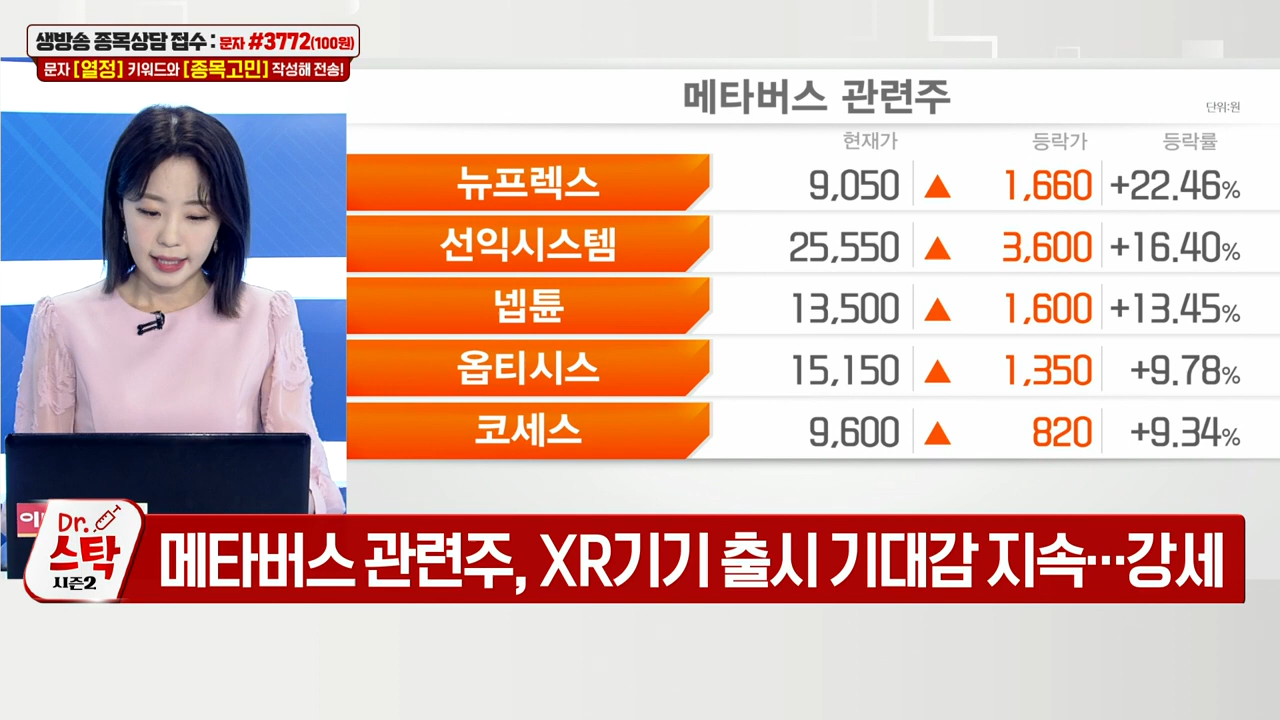 생방송 종목상담 접수 : 문자 #3772(100원)
문자 [열정] 키워드와 [종목고민] 작성해 전송!
메타버스 관련주
단위:원
현재가 등락가 등락률
뉴프렉스 9,050 ▲ 1,660 +22.46%
선익시스템 25,550 ▲ 3,600 +16.40%
넵튠 13,500 ▲ 1,600 +13.45%
옵티시스 15,150 ▲ 1,350 +9.78%
코세스 9,600 ▲ 820 +9.34%
Dr.
스탁
시즌2
메타버스 관련주, XR기기 출시 기대감 지속…강세